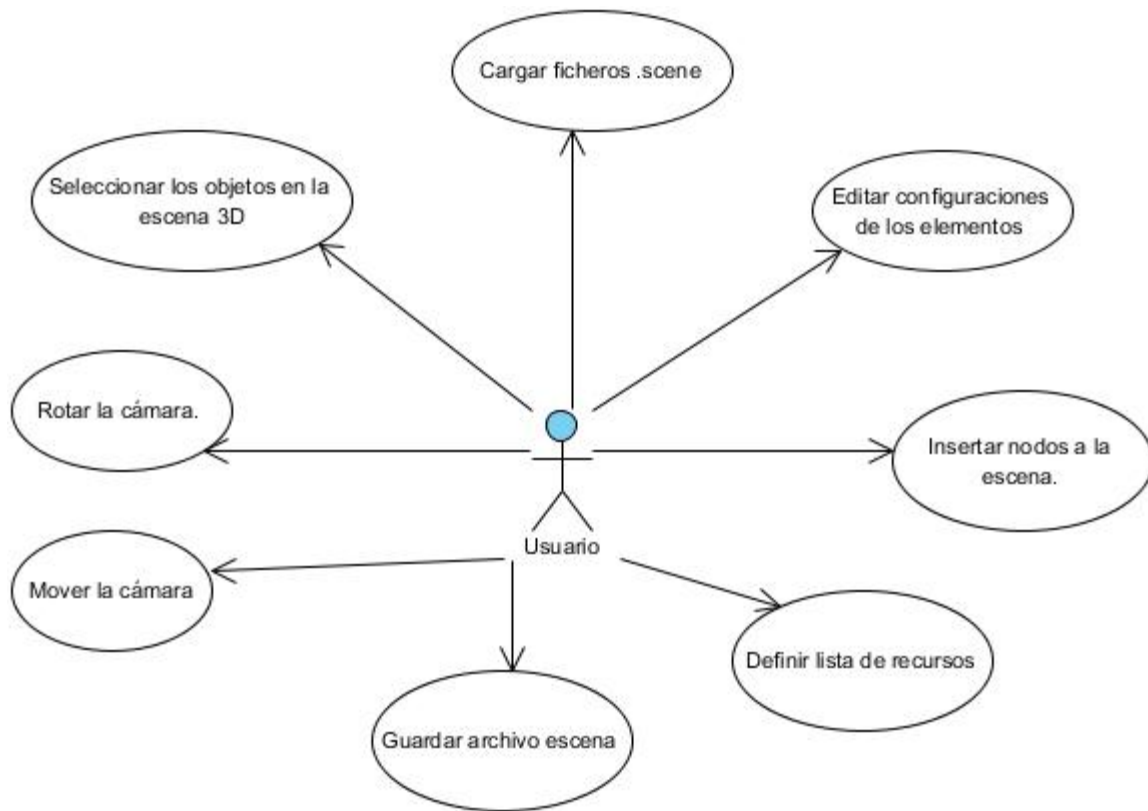 Cargar ficheros .scene
Seleccionar los objetos en la
escena 3D
Editar configuraciones
de los elementos
Rotar la cámara.
Insertar nodos a la
escena.
Usuario
Mover la cámara
Definir lista de recursos
Guardar archivo escena